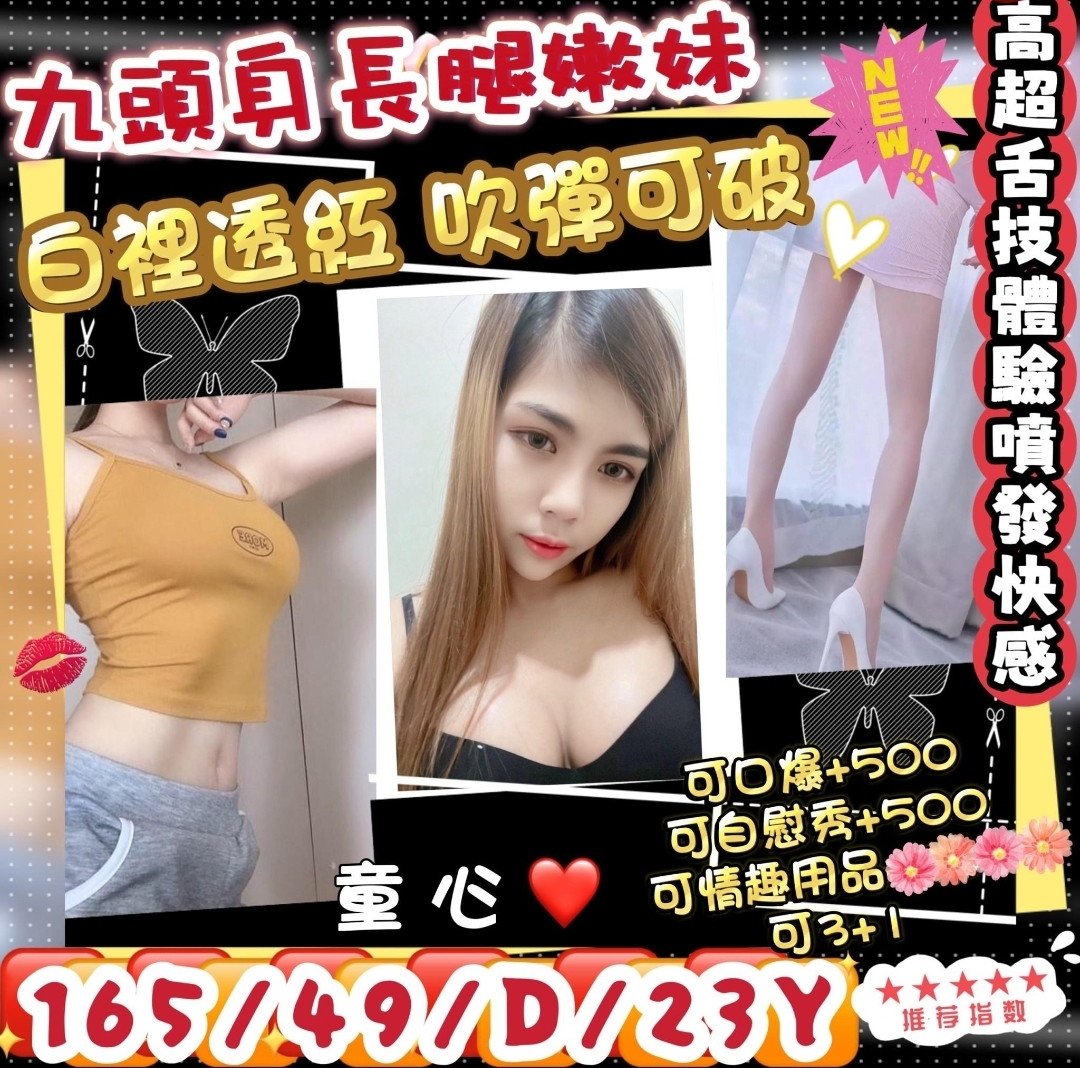 九頭身長腿嫩妹
NEW!!
白裡透紅 吹彈可破
高超舌技體驗噴發快感
MORE
可口爆+500
可自慰秀+500
可情趣用品
可3+1
童心
165/49/D/23Y
推荐指数